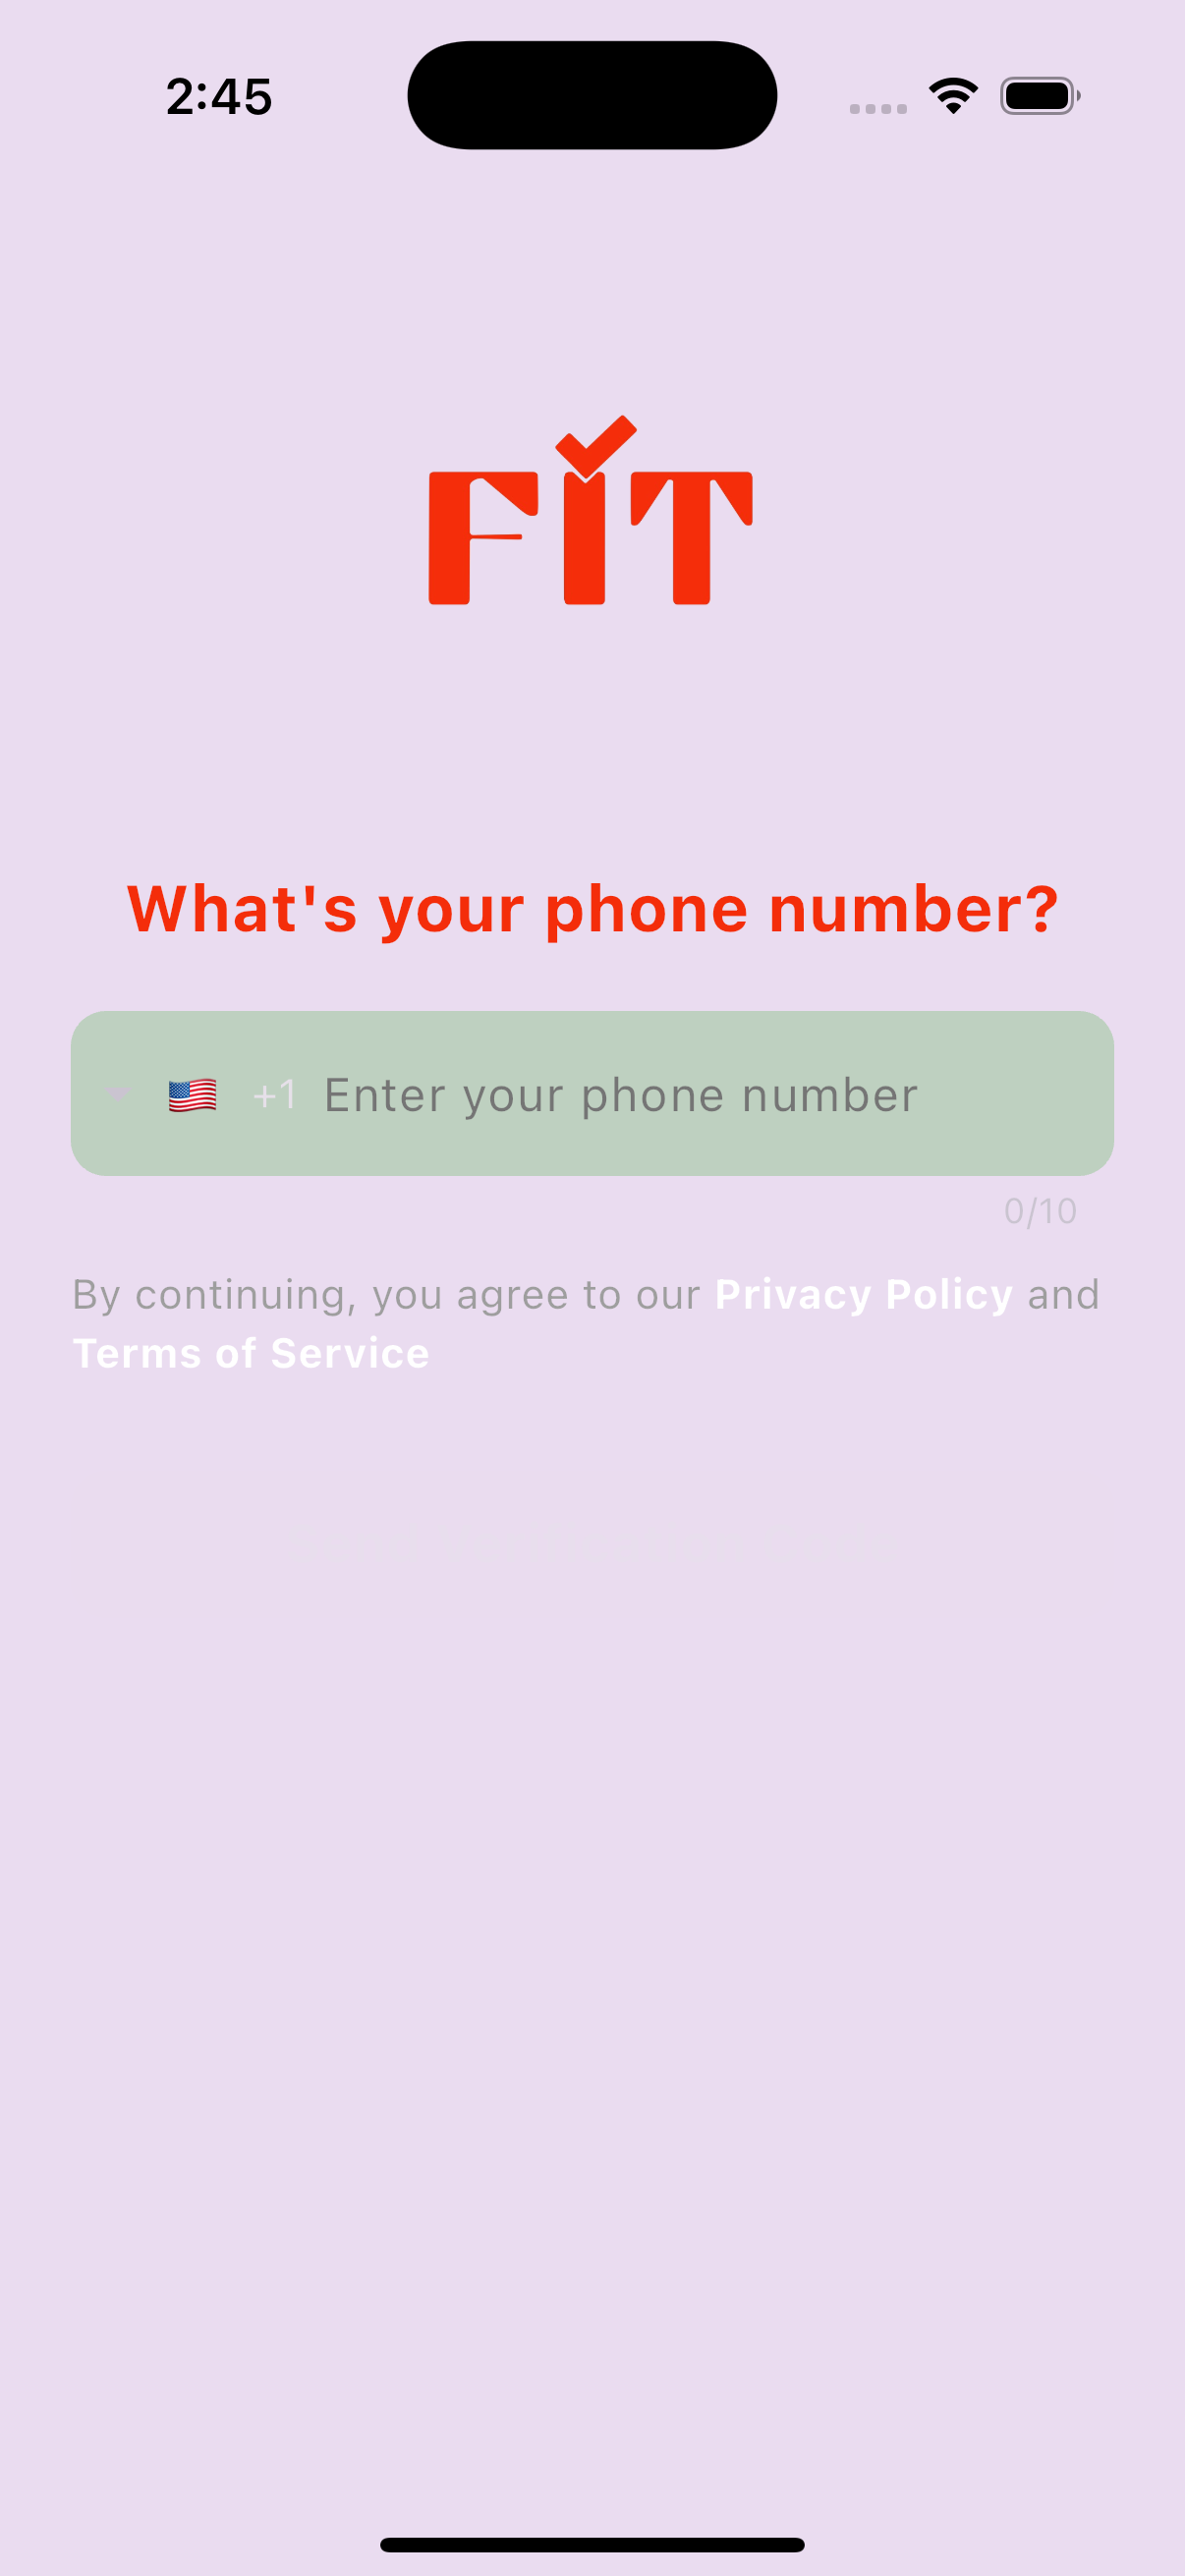 2:45
FIT
What's your phone number?
+1 Enter your phone number
0/10
By continuing, you agree to our Privacy Policy and
Terms of Service
Send Verification Code